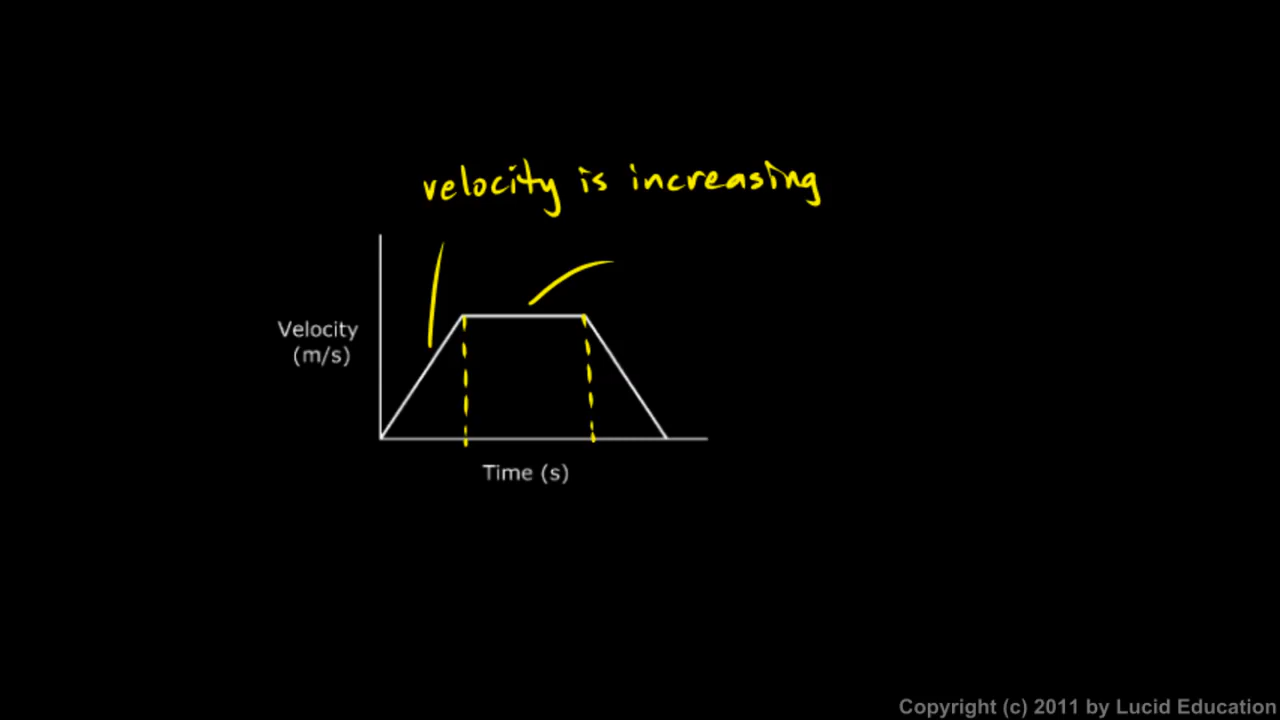 velocity is increasing
Velocity
(m/s)
Time (s)
Copyright (c) 2011 by Lucid Education